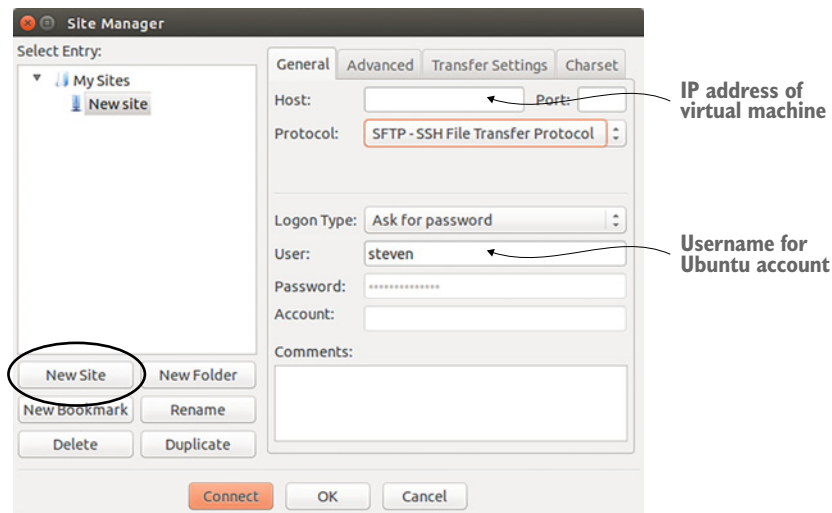 Site Manager
Select Entry:
My Sites
New site
General Advanced Transfer Settings Charset
Host: Port:
Protocol: SFTP - SSH File Transfer Protocol
Logon Type: Ask for password
User: steven
Password: ••••••••••••••
Account:
Comments:
New Site New Folder
New Bookmark Rename
Delete Duplicate
Connect OK Cancel
IP address of
virtual machine
Username for
Ubuntu account